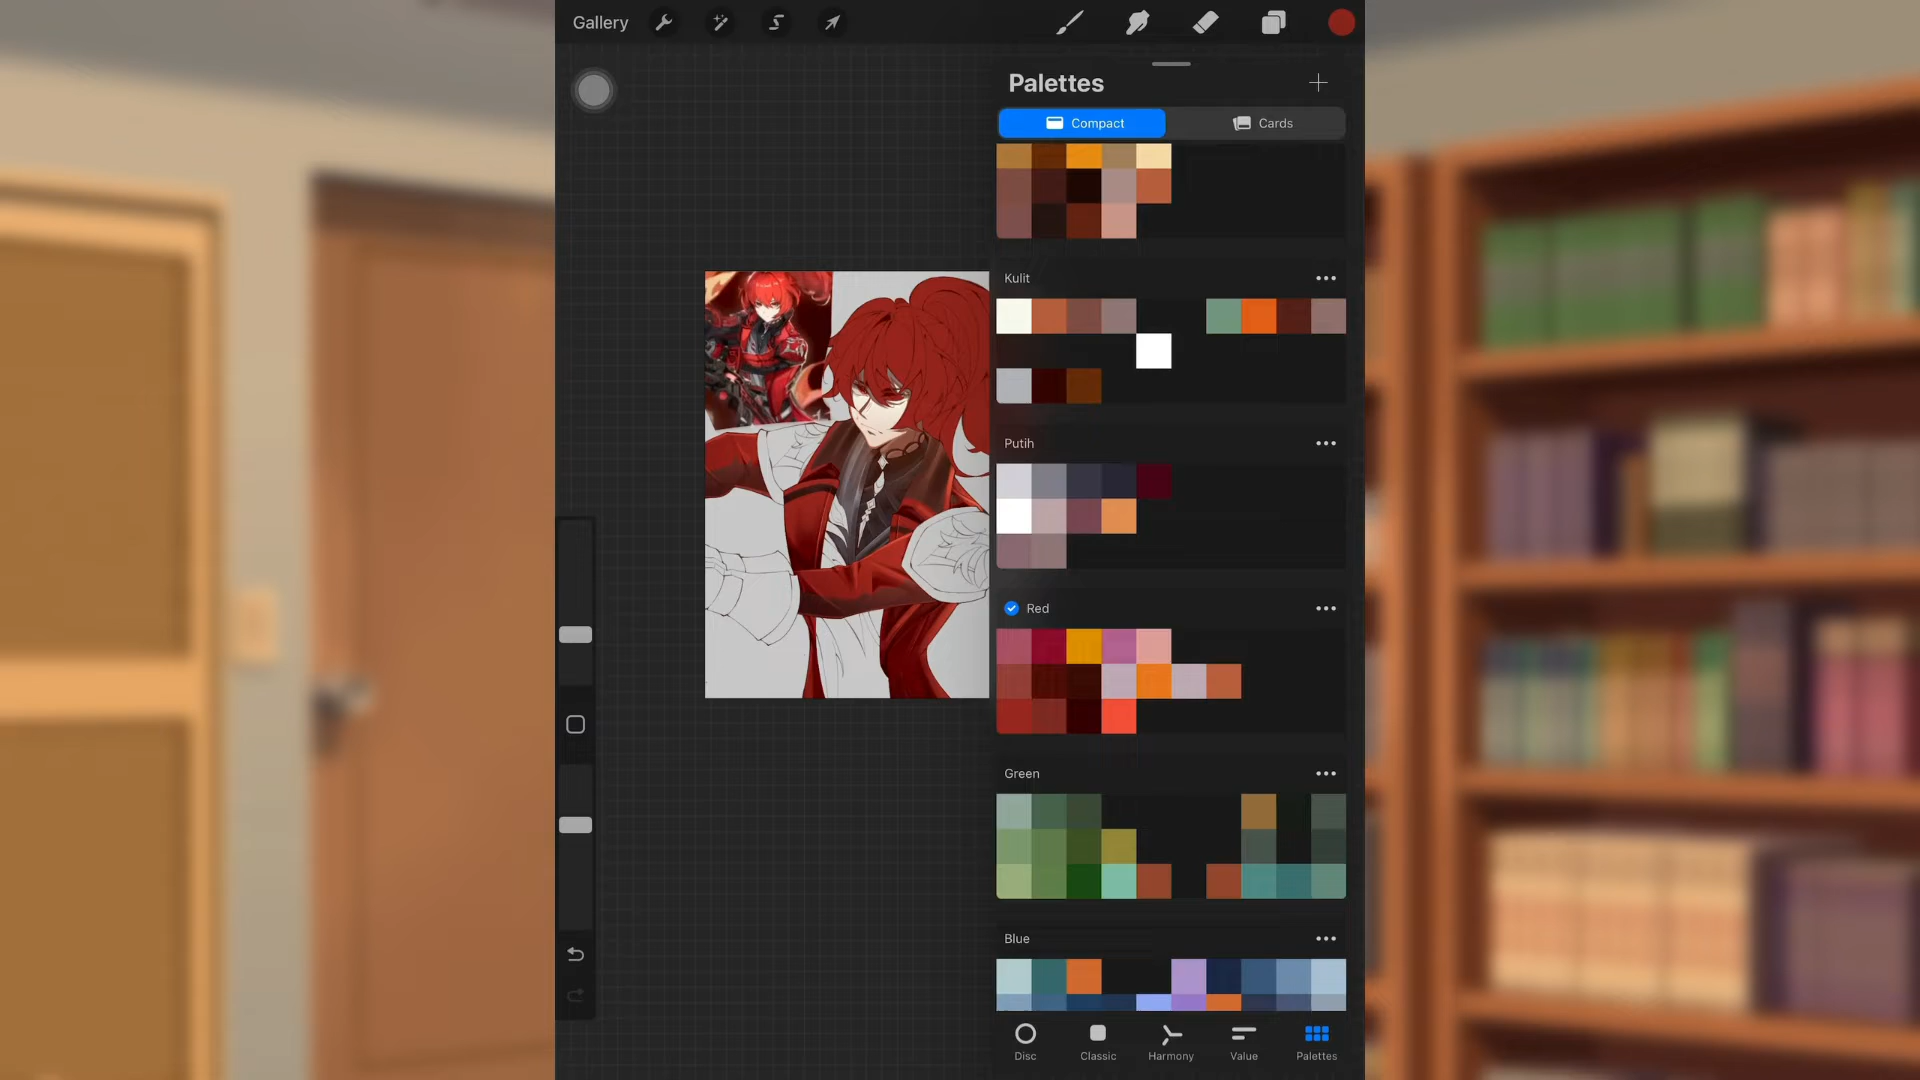 Gallery
Palettes
Compact
Cards
Kulit
Putih
Red
Green
Blue
Disc
Classic
Harmony
Value
Palettes